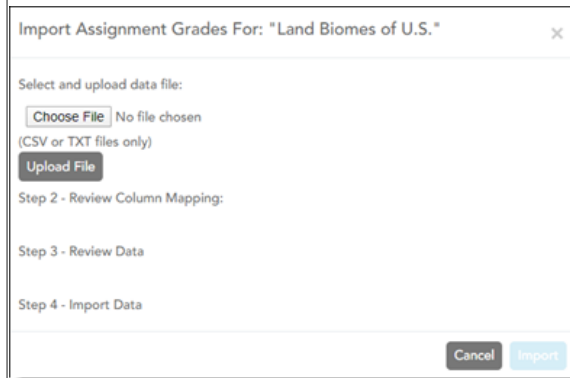 Import Assignment Grades For: "Land Biomes of U.S."
×
Select and upload data file:
Choose File No file chosen
(CSV or TXT files only)
Upload File
Step 2 - Review Column Mapping:
Step 3 - Review Data
Step 4 - Import Data
Cancel Import